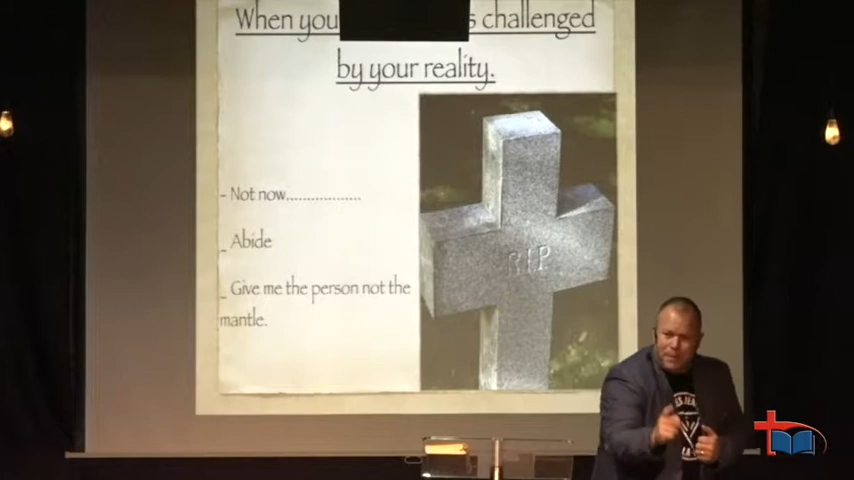 When you s challenged
by your reality.
- Not now..................
_ Abide
_ Give me the person not the
mantle.
RIP